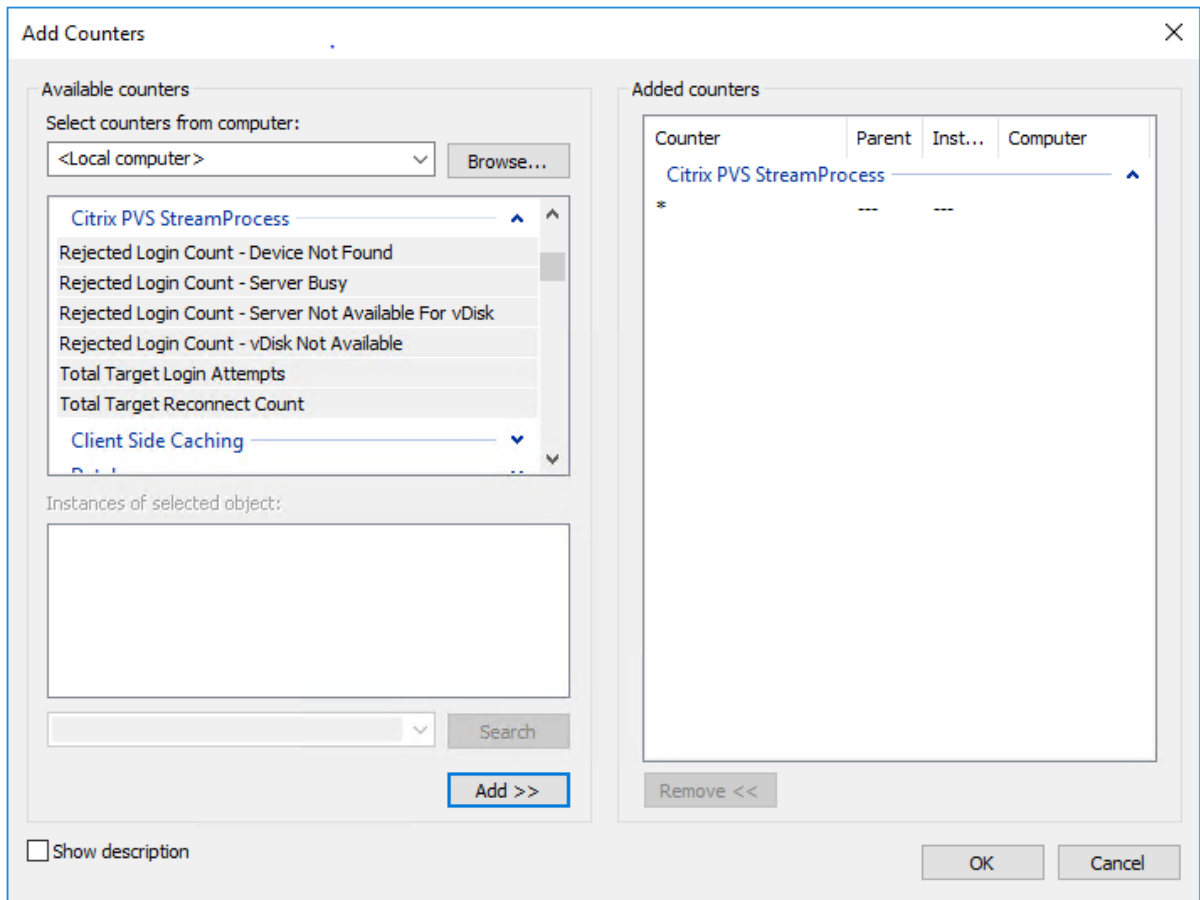 Add Counters
Available counters
Select counters from computer:
<Local computer>
Browse...
Citrix PVS StreamProcess
Rejected Login Count - Device Not Found
Rejected Login Count - Server Busy
Rejected Login Count - Server Not Available For vDisk
Rejected Login Count - vDisk Not Available
Total Target Login Attempts
Total Target Reconnect Count
Client Side Caching
Instances of selected object:
Search
Add >>
Show description
Added counters
Counter Parent Inst... Computer
Citrix PVS StreamProcess
* --- ---
Remove <<
OK
Cancel